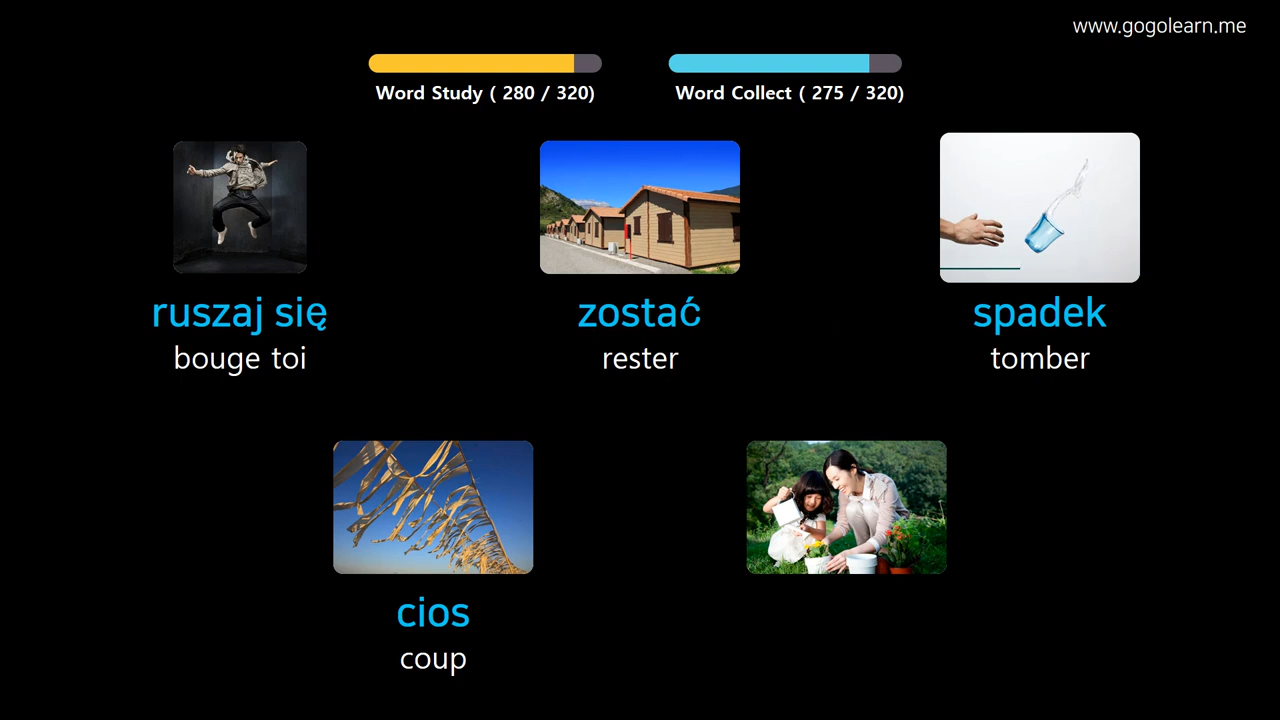 www.gogolearn.me
Word Study ( 280 / 320)
Word Collect ( 275 / 320)
ruszaj się
bouge toi
zostać
rester
spadek
tomber
cios
coup